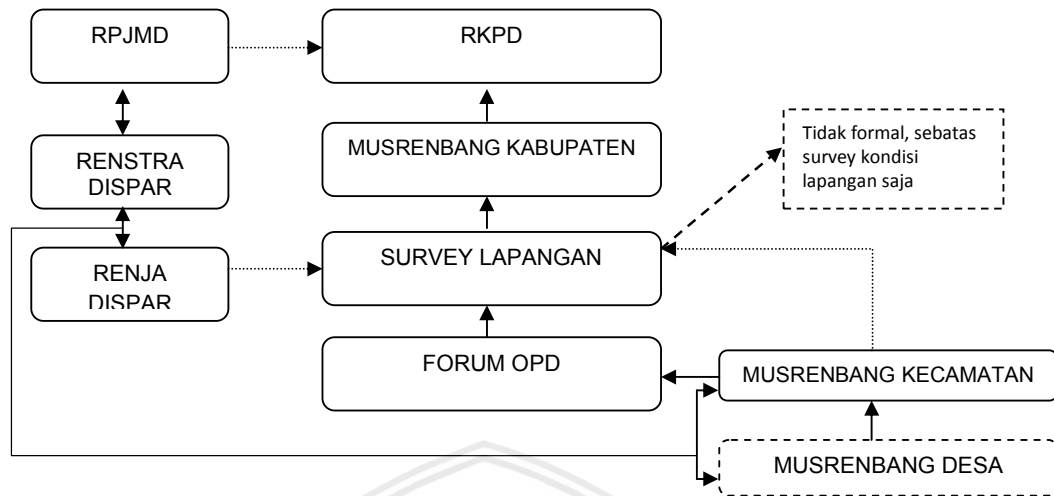 RPJMD
RKPD
RENSTRA
DISPAR
MUSRENBANG KABUPATEN
Tidak formal, sebatas
survey kondisi
lapangan saja
RENJA
DISPAR
SURVEY LAPANGAN
FORUM OPD
MUSRENBANG KECAMATAN
MUSRENBANG DESA